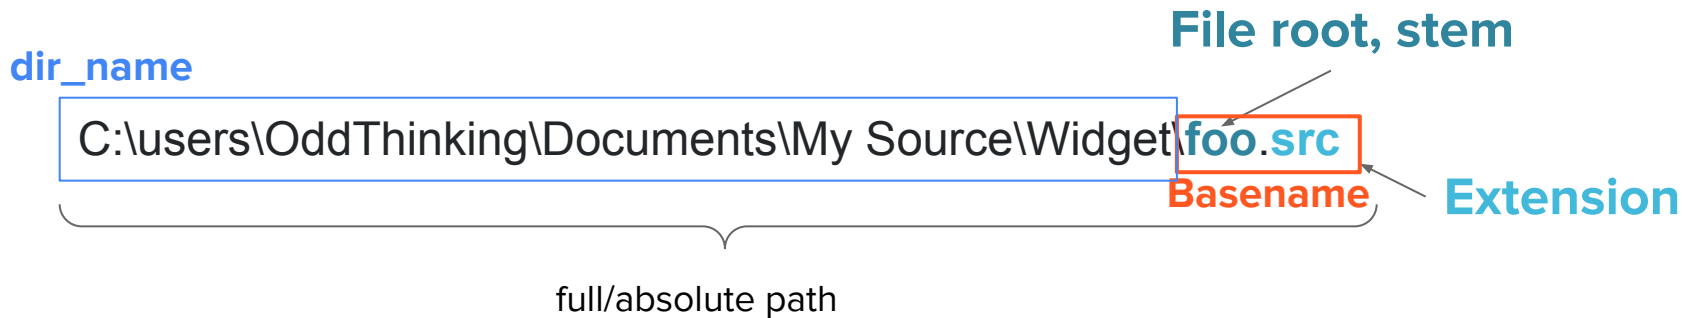 File root, stem
dir_name
C:\users\OddThinking\Documents\My Source\Widget\foo.src
Basename
Extension
full/absolute path